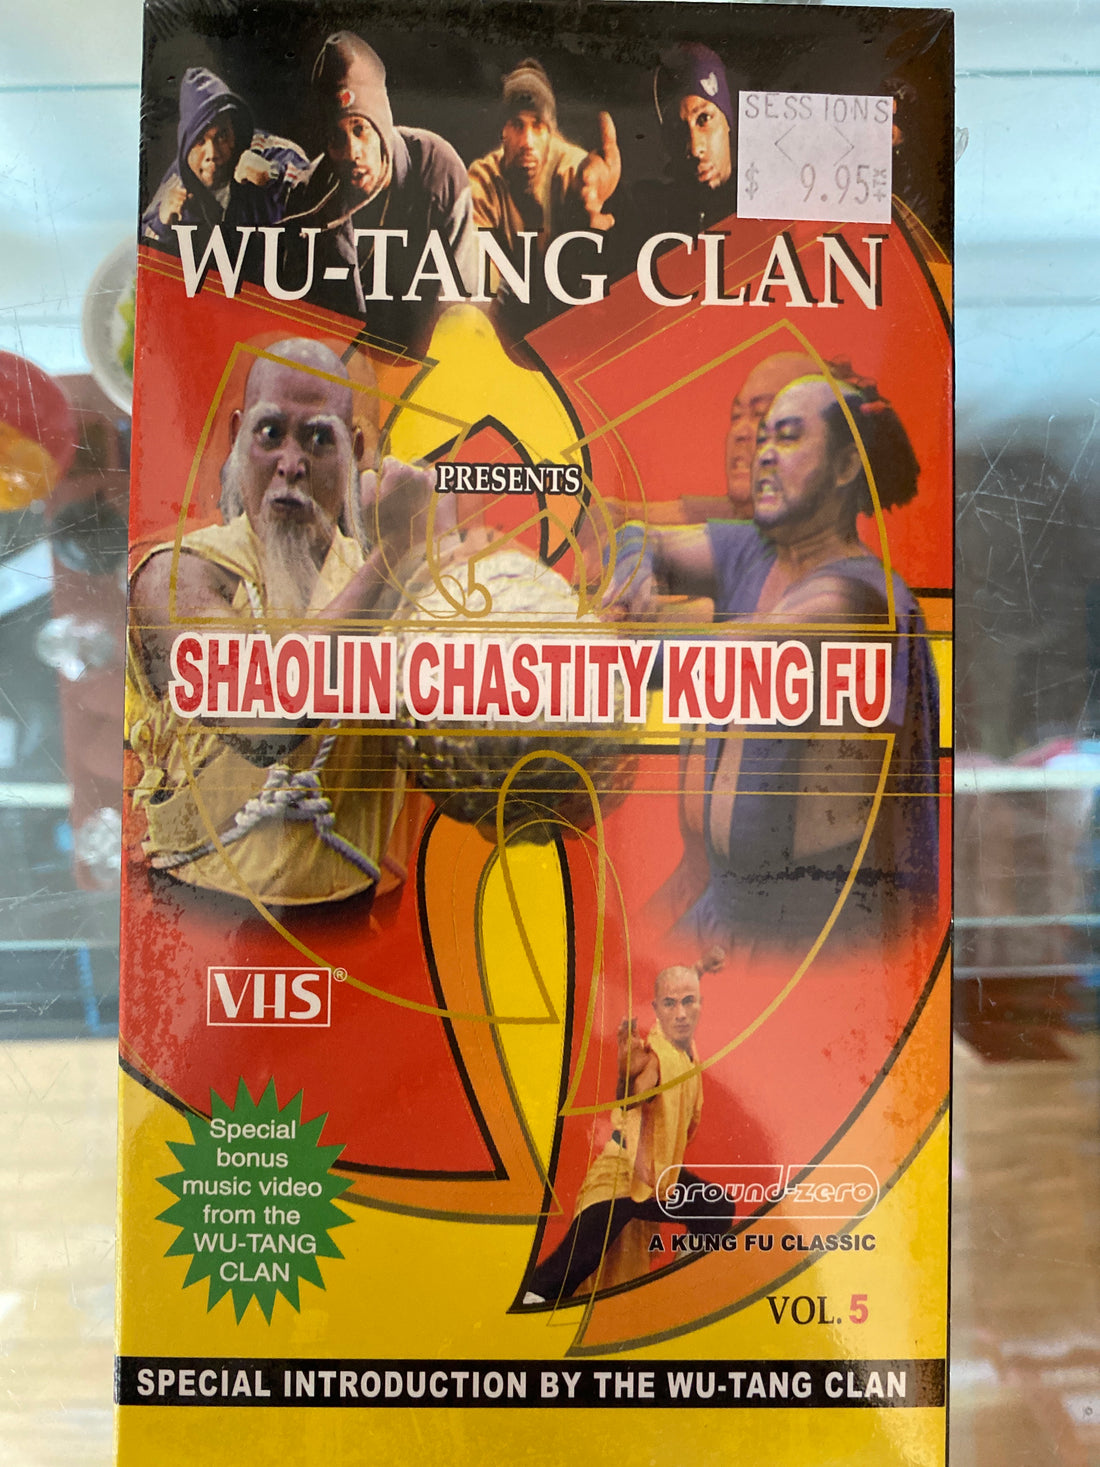 SESSIONS
$ 9.95
WU-TANG CLAN
PRESENTS
SHAOLIN CHASTITY KUNG FU
VHS®
Special
bonus
music video
from the
WU-TANG
CLAN
ground-zero
A KUNG FU CLASSIC
VOL. 5
SPECIAL INTRODUCTION BY THE WU-TANG CLAN